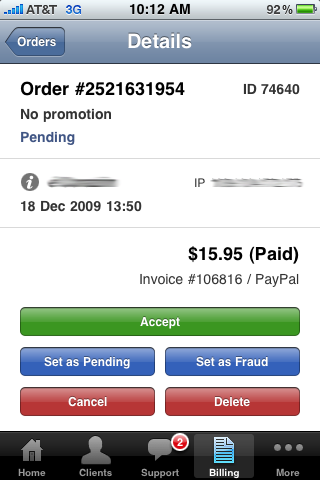 AT&T 3G 10:12 AM 92%
Orders Details
Order #2521631954 ID 74640
No promotion
Pending
IP
18 Dec 2009 13:50
$15.95 (Paid)
Invoice #106816 / PayPal
Accept
Set as Pending Set as Fraud
Cancel Delete
2
Home Clients Support Billing More